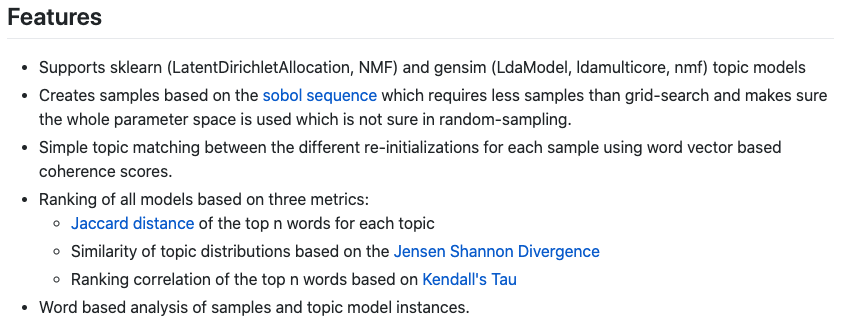 Features
• Supports sklearn (LatentDirichletAllocation, NMF) and gensim (LdaModel, ldamulticore, nmf) topic models
• Creates samples based on the sobol sequence which requires less samples than grid-search and makes sure
the whole parameter space is used which is not sure in random-sampling.
• Simple topic matching between the different re-initializations for each sample using word vector based
coherence scores.
• Ranking of all models based on three metrics:
◦ Jaccard distance of the top n words for each topic
◦ Similarity of topic distributions based on the Jensen Shannon Divergence
◦ Ranking correlation of the top n words based on Kendall's Tau
• Word based analysis of samples and topic model instances.